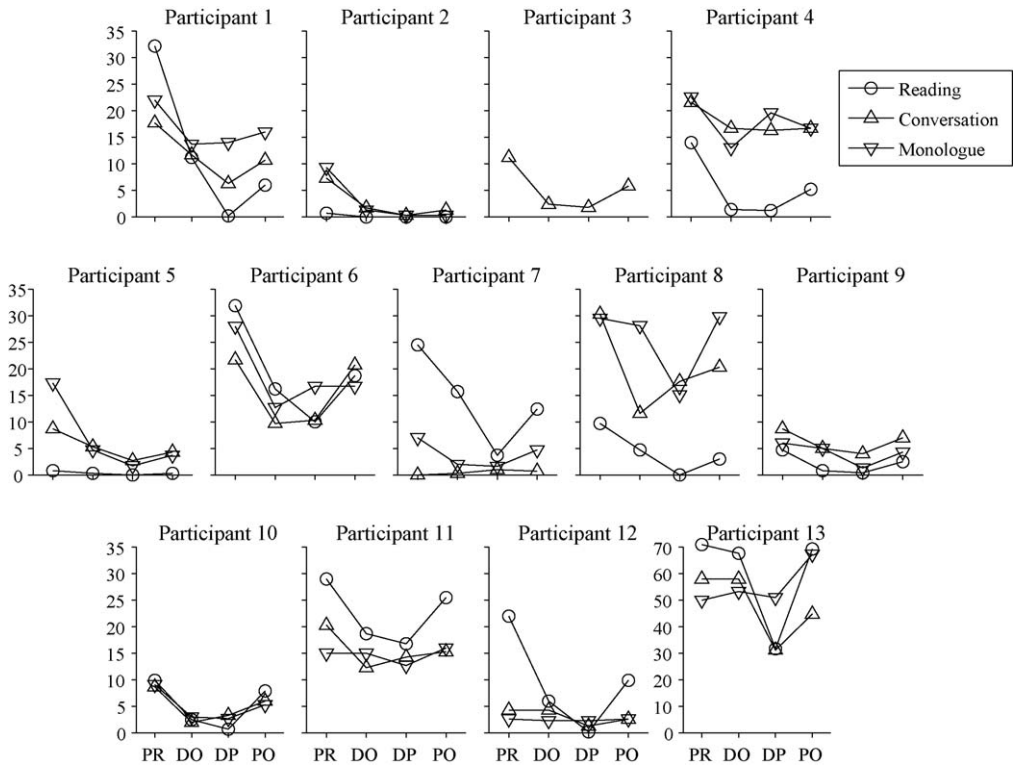 Participant 1
Participant 2
Participant 3
Participant 4
35
30
25
20
15
10
5
0
Reading
Conversation
Monologue
Participant 5
Participant 6
Participant 7
Participant 8
Participant 9
35
30
25
20
15
10
5
0
Participant 10
Participant 11
Participant 12
Participant 13
35
30
25
20
15
10
5
0
70
60
50
40
30
20
10
0
PR DO DP PO
PR DO DP PO
PR DO DP PO
PR DO DP PO